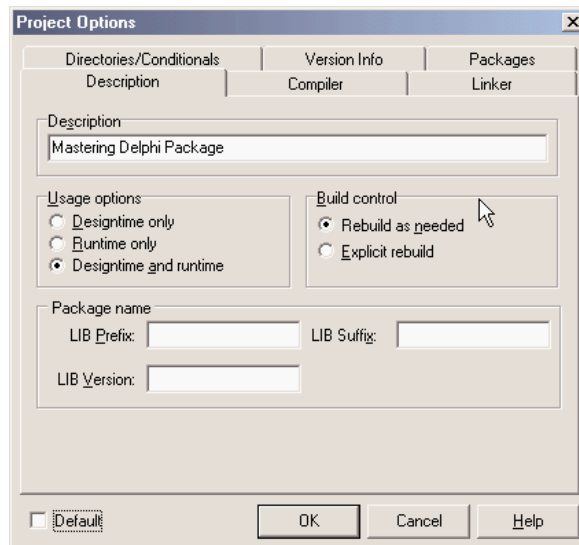 Project Options
Directories/Conditionals Version Info Packages
Description Compiler Linker
Description
Mastering Delphi Package
Usage options
Designtime only
Runtime only
Designtime and runtime
Build control
Rebuild as needed
Explicit rebuild
Package name
LIB Prefix: LIB Suffix:
LIB Version:
Default OK Cancel Help